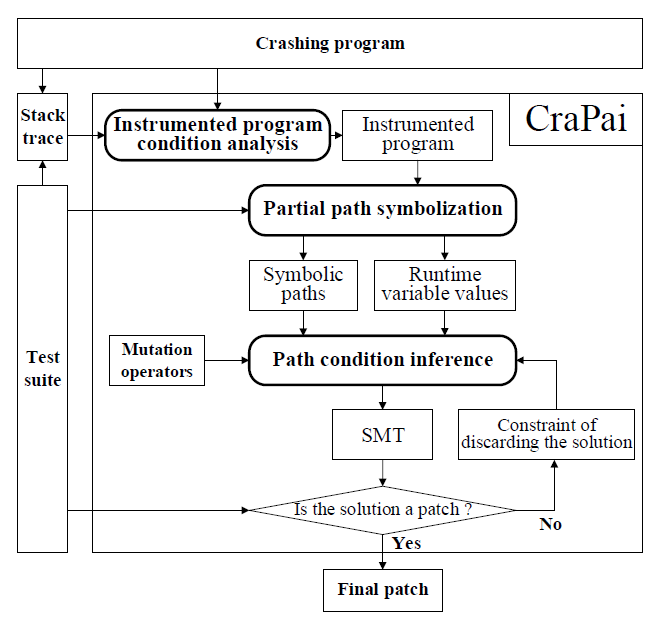 Crashing program
Stack
trace
Instrumented program
condition analysis
Instrumented
program
CraPai
Partial path symbolization
Symbolic
paths
Runtime
variable values
Test
suite
Mutation
operators
Path condition inference
SMT
Constraint of
discarding the solution
Is the solution a patch ?
No
Yes
Final patch